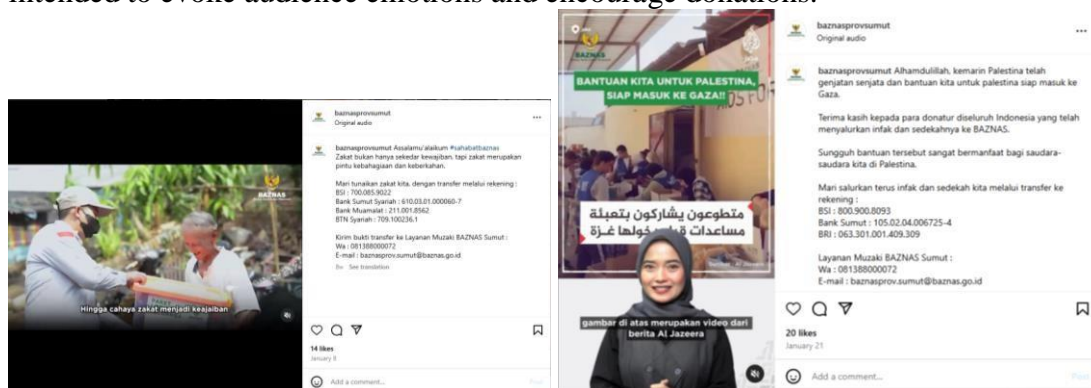 intended to evoke audience emotions and encourage donations.
BAZNAS
Hingga cahaya zakat menjadi keajaiban
baznasprovsumut
Original audio
baznasprovsumut Assalamu'alaikum #sahabatbaznas
Zakat bukan hanya sekedar kewajiban, tapi zakat merupakan
pintu kebahagiaan dan keberkahan.
Mari tunaikan zakat kita, dengan transfer melalui rekening :
BSI : 700.085.9022
Bank Sumut Syariah : 610.03.01.000060-7
Bank Muamalat : 211.001.8562
BTN Syariah : 709.100236.1
Kirim bukti transfer ke Layanan Muzaki BAZNAS Sumut :
Wa : 081388000072
E-mail : baznasprov.sumut@baznas.go.id
See translation
14 likes
January 8
Add a comment...
BAZNAS
BANTUAN KITA UNTUK PALESTINA,
SIAP MASUK KE GAZA!!
متطوعون يشاركون بتعبئة
مساعدات قبل دخولها غـزة
gambar di atas merupakan video dari
berita Al Jazeera
baznasprovsumut
Original audio
baznasprovsumut Alhamdulillah, kemarin Palestina telah
genjatan senjata dan bantuan kita untuk palestina siap masuk ke
Gaza.
Terima kasih kepada para donatur diseluruh Indonesia yang telah
menyalurkan infak dan sedekahnya ke BAZNAS.
Sungguh bantuan tersebut sangat bermanfaat bagi saudara-
saudara kita di Palestina.
Mari salurkan terus infak dan sedekah kita melalui transfer ke
rekening :
BSI : 800.900.8093
Bank Sumut : 105.02.04.006725-4
BRI : 063.301.001.409.309
Layanan Muzaki BAZNAS Sumut :
Wa : 081388000072
E-mail : baznasprov.sumut@baznas.go.id
20 likes
January 21
Add a comment...